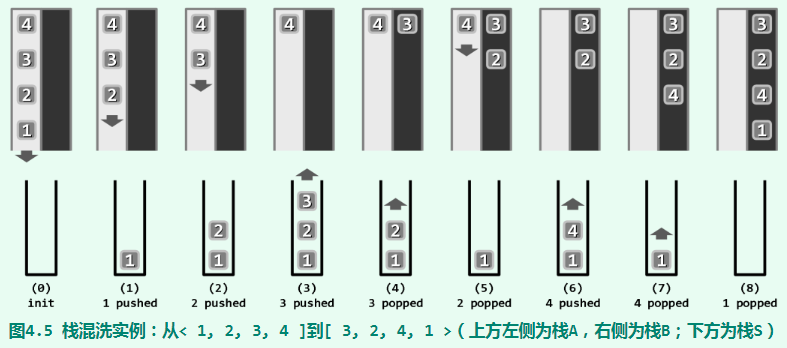 4 4 4 4 4 3 4 3 3 3 3
3 3 3 2 2 2 2
2 2 4 4
1 1
3
2 2 2 4
1 1 1 1 1 1 1
(0) (1) (2) (3) (4) (5) (6) (7) (8)
init 1 pushed 2 pushed 3 pushed 3 popped 2 popped 4 pushed 4 popped 1 popped
图4.5 栈混洗实例：从< 1, 2, 3, 4 ]到[ 3, 2, 4, 1 >（上方左侧为栈A，右侧为栈B；下方为栈S）